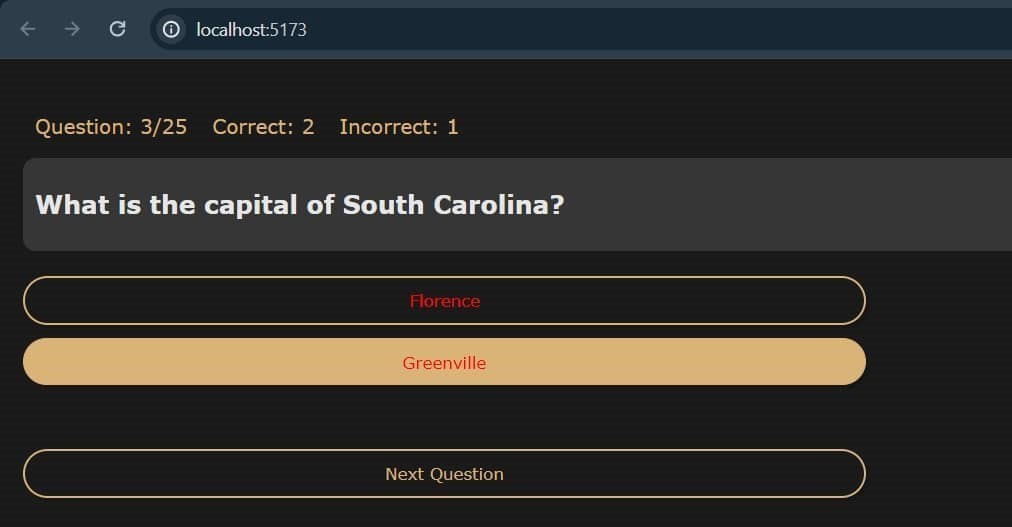 localhost:5173
Question: 3/25 Correct: 2 Incorrect: 1
What is the capital of South Carolina?
Florence
Greenville
Next Question